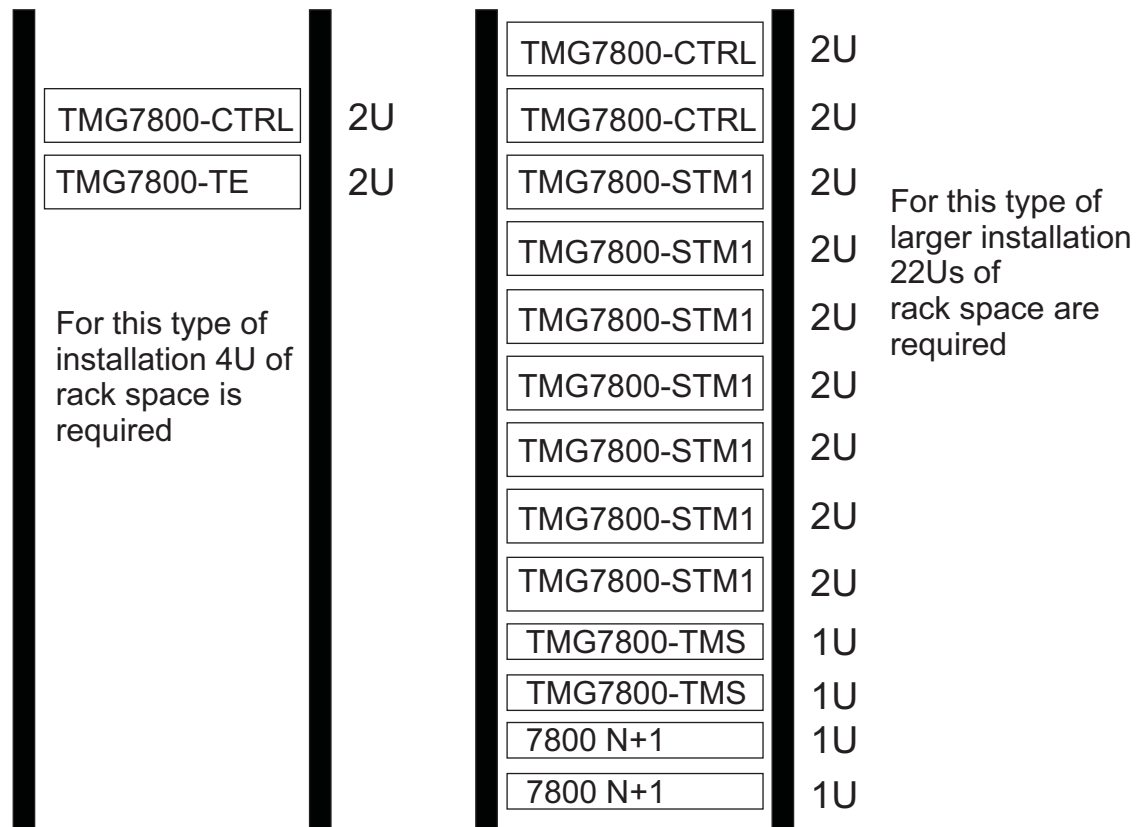 TMG7800-CTRL 2U
TMG7800-TE 2U
For this type of
installation 4U of
rack space is
required
TMG7800-CTRL 2U
TMG7800-CTRL 2U
TMG7800-STM1 2U
TMG7800-STM1 2U
TMG7800-STM1 2U
TMG7800-STM1 2U
TMG7800-STM1 2U
TMG7800-STM1 2U
TMG7800-STM1 2U
TMG7800-TMS 1U
TMG7800-TMS 1U
7800 N+1 1U
7800 N+1 1U
For this type of
larger installation
22Us of
rack space are
required